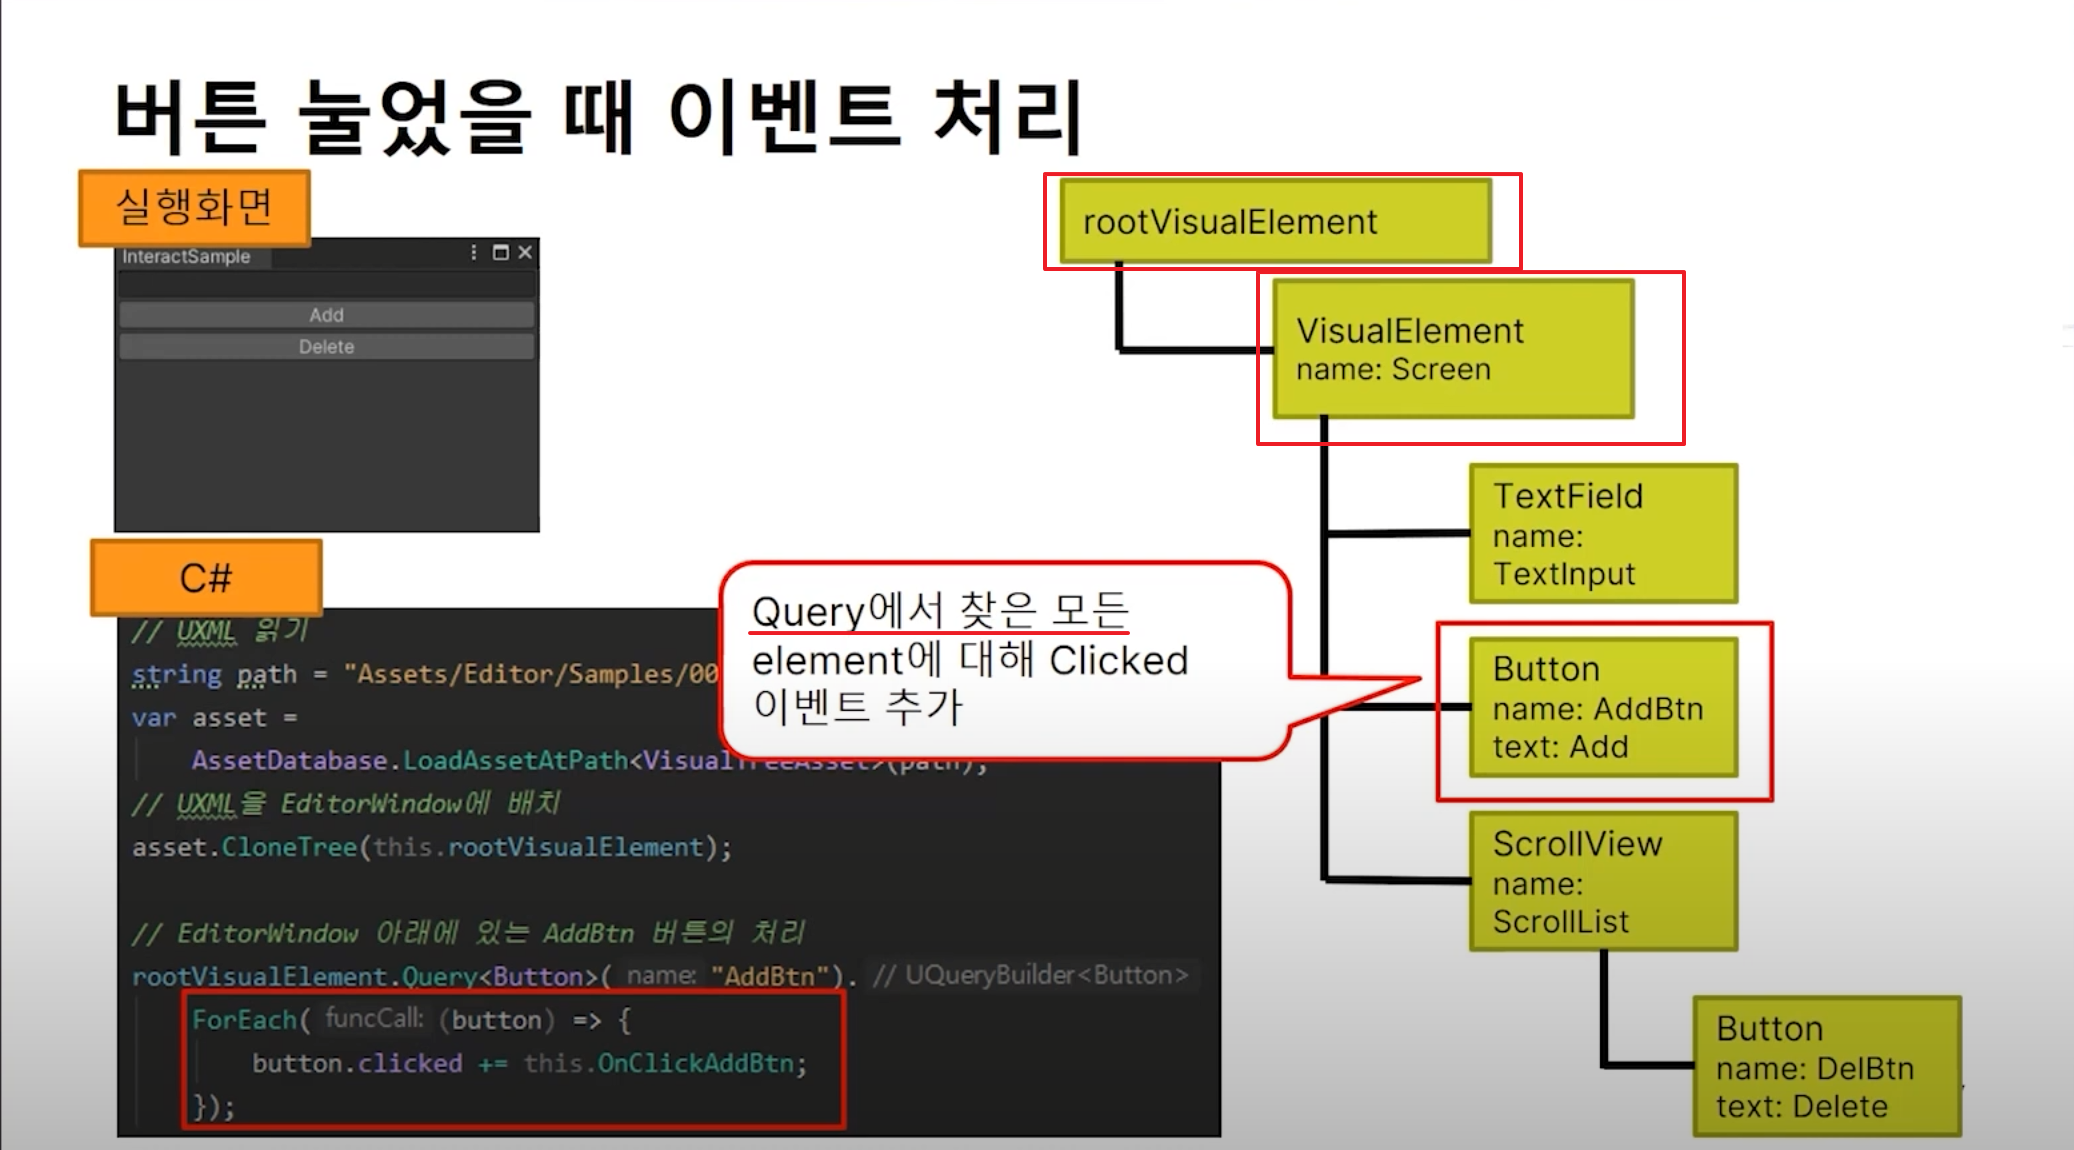 버튼 눌었을 때 이벤트 처리
실행화면
InteractSample
Add
Delete
C#
// UXML 읽기
string path = "Assets/Editor/Samples/00
var asset =
AssetDatabase.LoadAssetAtPath<VisualTreeAsset>(path);
// UXML을 EditorWindow에 배치
asset.CloneTree(this.rootVisualElement);
// EditorWindow 아래에 있는 AddBtn 버튼의 처리
rootVisualElement.Query<Button>( name: "AddBtn"). // UQueryBuilder<Button>
ForEach( funcCall: (button) => {
button.clicked += this.OnClickAddBtn;
});
Query에서 찾은 모든
element에 대해 Clicked
이벤트 추가
rootVisualElement
VisualElement
name: Screen
TextField
name:
TextInput
Button
name: AddBtn
text: Add
ScrollView
name:
ScrollList
Button
name: DelBtn
text: Delete